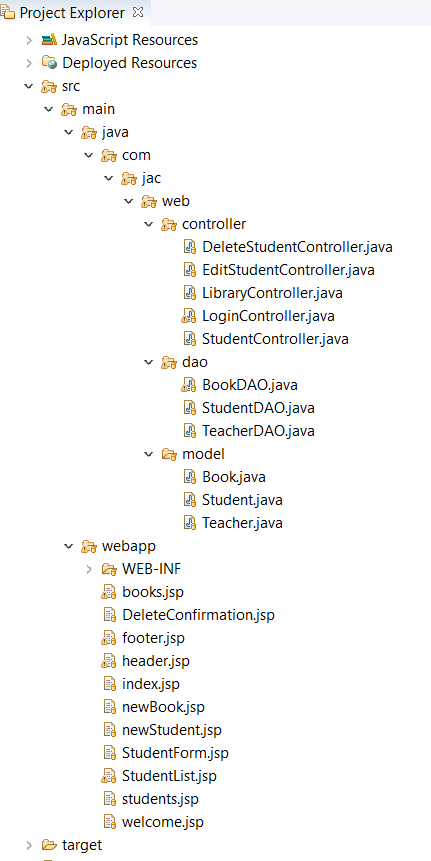 Project Explorer
JavaScript Resources
Deployed Resources
src
main
java
com
jac
web
controller
DeleteStudentController.java
EditStudentController.java
LibraryController.java
LoginController.java
StudentController.java
dao
BookDAO.java
StudentDAO.java
TeacherDAO.java
model
Book.java
Student.java
Teacher.java
webapp
WEB-INF
books.jsp
DeleteConfirmation.jsp
footer.jsp
header.jsp
index.jsp
newBook.jsp
newStudent.jsp
StudentForm.jsp
StudentList.jsp
students.jsp
welcome.jsp
target